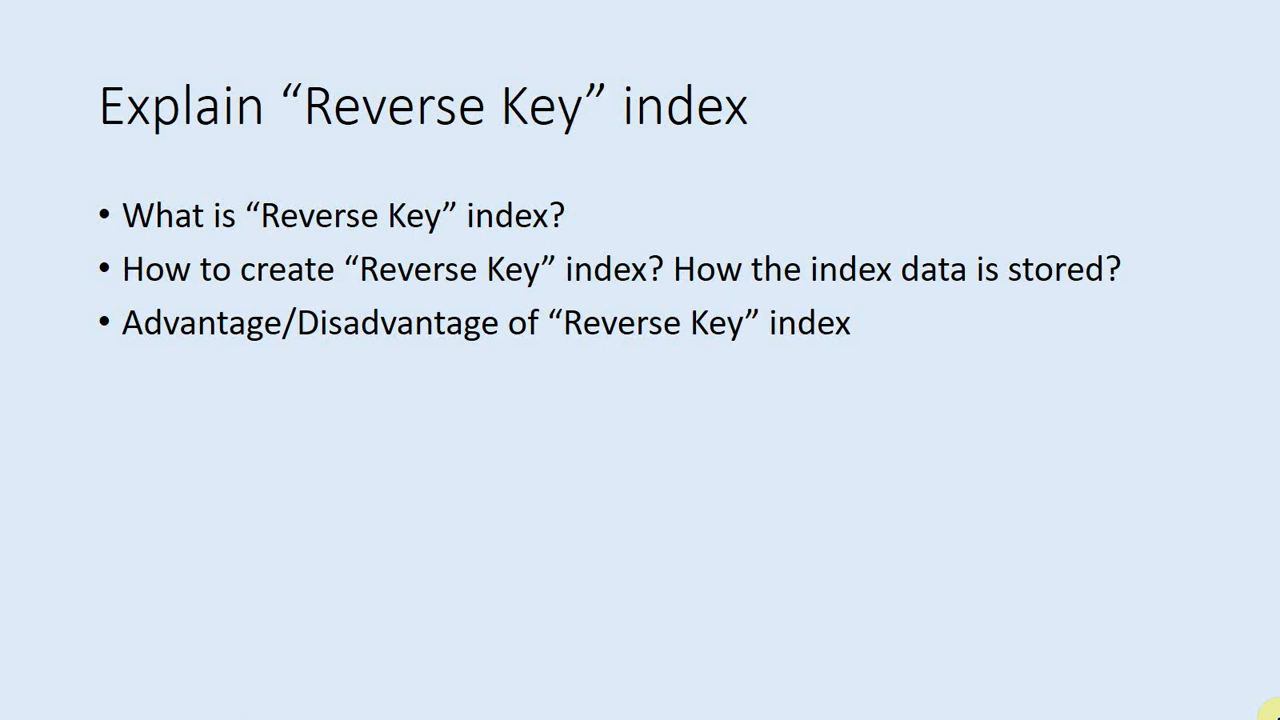 Explain “Reverse Key” index
• What is “Reverse Key” index?
• How to create “Reverse Key” index? How the index data is stored?
• Advantage/Disadvantage of “Reverse Key” index